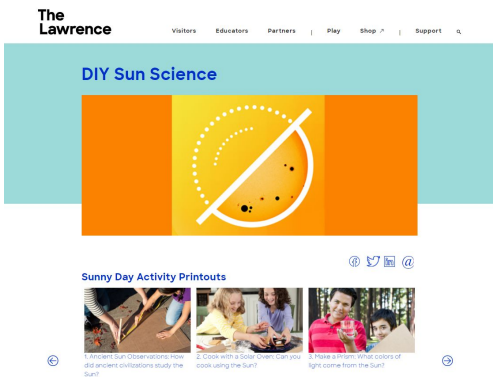 The
Lawrence
Visitors Educators Partners | Play Shop ↗ | Support
DIY Sun Science
Sunny Day Activity Printouts
1. Ancient Sun Observations: How
did ancient civilizations study the
Sun?
2. Cook with a Solar Oven: Can you
cook using the Sun?
3. Make a Prism: What colors of
light come from the Sun?